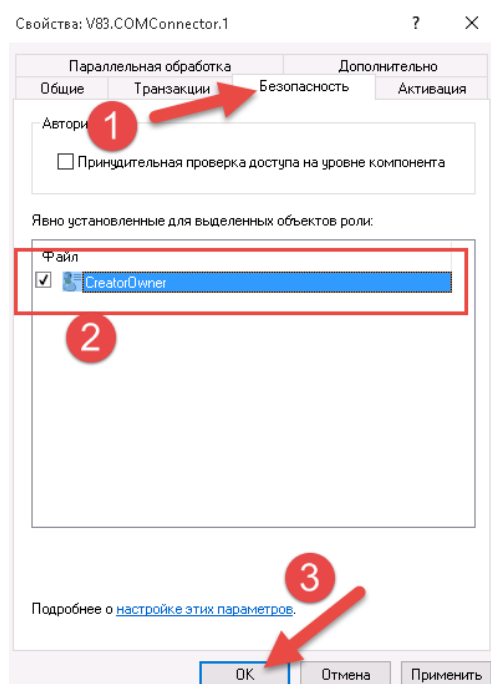 Свойства: V83.COMConnector.1 ? ×
Параллельная обработка Дополнительно
Общие Транзакции Безопасность Активация
1
Автори
Принудительная проверка доступа на уровне компонента
Явно установленные для выделенных объектов роли:
Файл
CreatorOwner
2
3
Подробнее о настройке этих параметров.
OK Отмена Применить